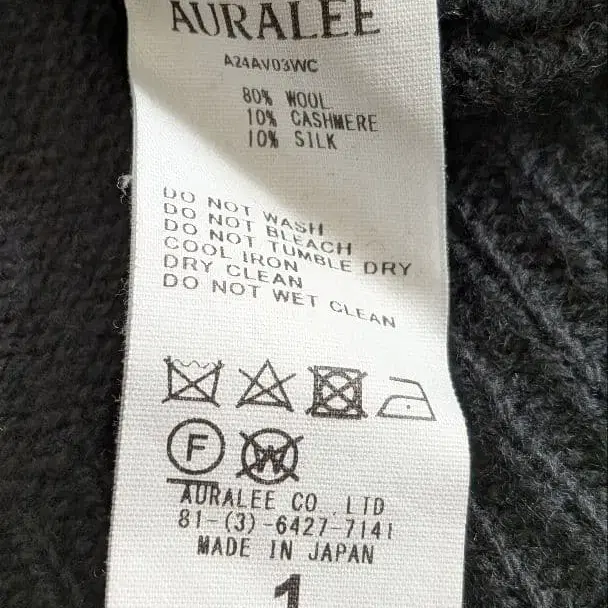 AURALEE
A24AV03WC
80% WOOL
10% CASHMERE
10% SILK
DO NOT WASH
DO NOT BLEACH
DO NOT TUMBLE DRY
COOL IRON
DRY CLEAN
DO NOT WET CLEAN
F W
AURALEE CO.LTD
81-(3)-6427-7141
MADE IN JAPAN
1